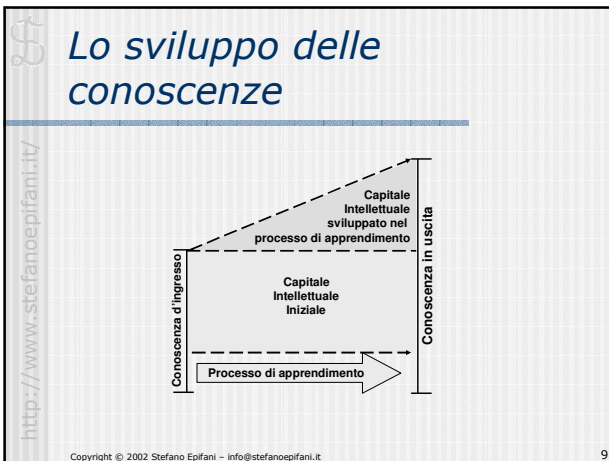 Lo sviluppo delle
conoscenze
http://www.stefanoepifani.it/
Conoscenza d'ingresso
Capitale
Intellettuale
sviluppato nel
processo di apprendimento
Capitale
Intellettuale
Iniziale
Processo di apprendimento
Conoscenza in uscita
Copyright © 2002 Stefano Epifani – info@stefanoepifani.it
9